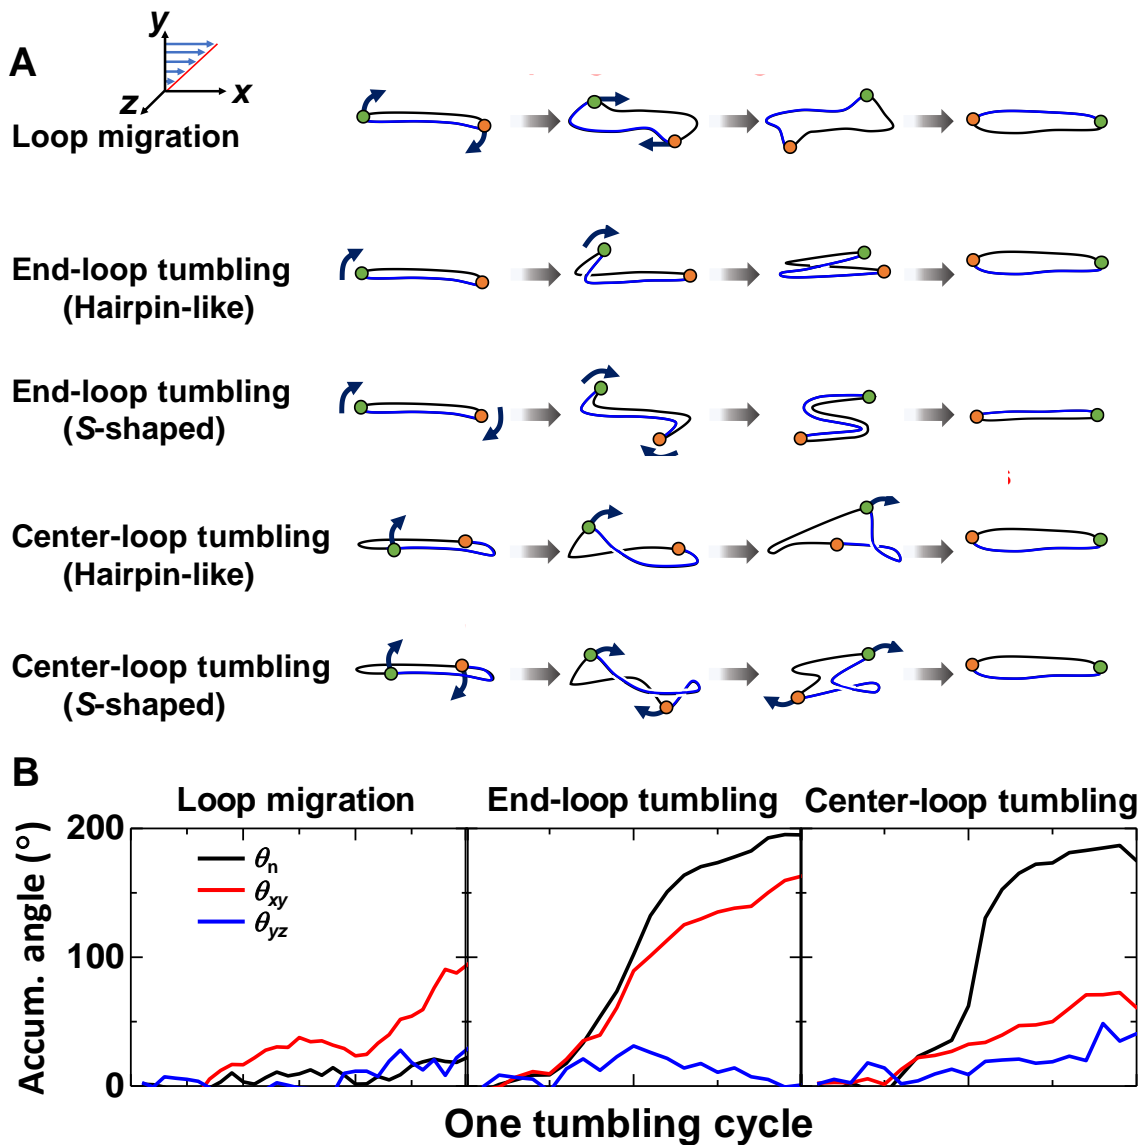 A
y
x
z
Loop migration
End-loop tumbling
(Hairpin-like)
End-loop tumbling
(S-shaped)
Center-loop tumbling
(Hairpin-like)
Center-loop tumbling
(S-shaped)
B
Loop migration
End-loop tumbling
Center-loop tumbling
Accum. angle (°)
200
100
0
θn
θxy
θyz
One tumbling cycle